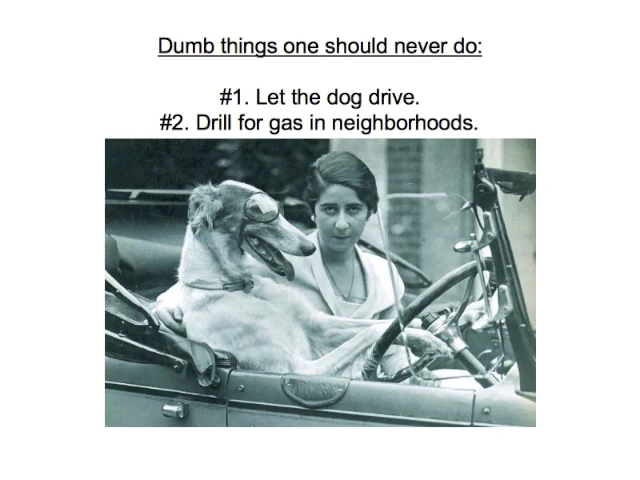 Dumb things one should never do:
#1. Let the dog drive.
#2. Drill for gas in neighborhoods.